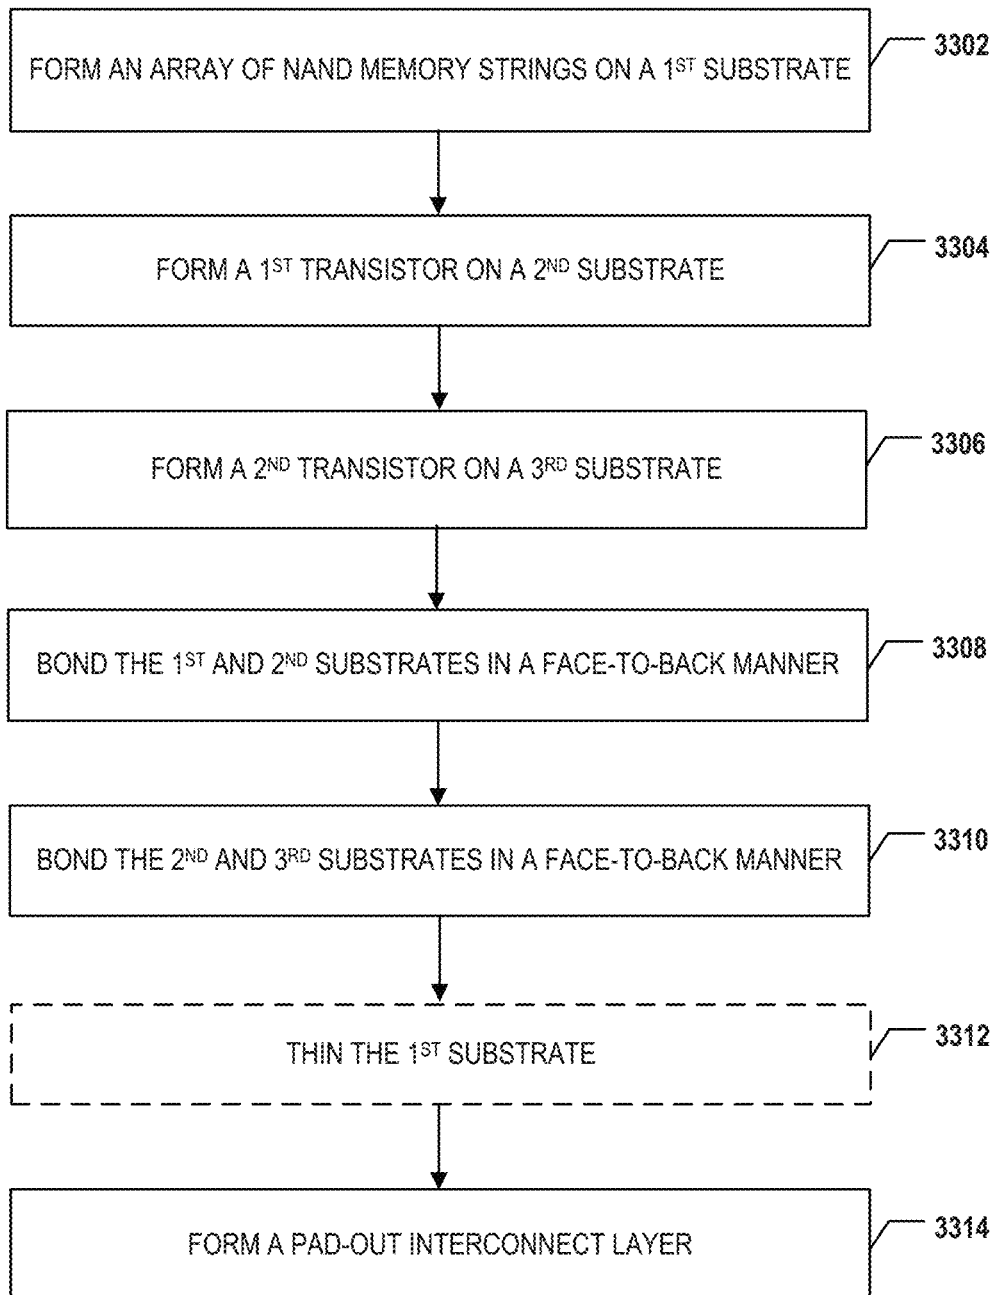 FORM AN ARRAY OF NAND MEMORY STRINGS ON A 1ST SUBSTRATE
3302
FORM A 1ST TRANSISTOR ON A 2ND SUBSTRATE
3304
FORM A 2ND TRANSISTOR ON A 3RD SUBSTRATE
3306
BOND THE 1ST AND 2ND SUBSTRATES IN A FACE-TO-BACK MANNER
3308
BOND THE 2ND AND 3RD SUBSTRATES IN A FACE-TO-BACK MANNER
3310
THIN THE 1ST SUBSTRATE
3312
FORM A PAD-OUT INTERCONNECT LAYER
3314